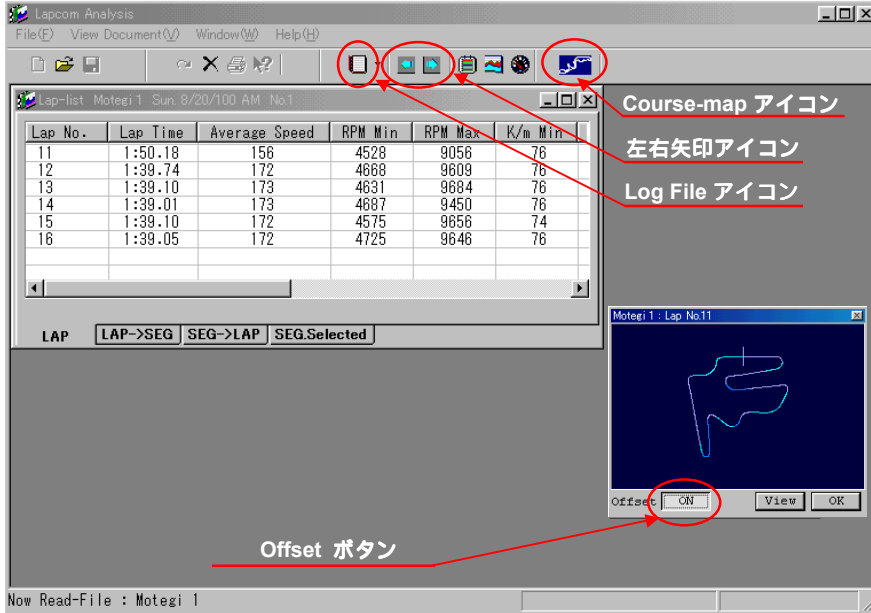 Lapcom Analysis
File(F) View Document(V) Window(W) Help(H)
Lap-list Motegi 1 Sun. 8/20/100 AM No.1
Lap No. Lap Time Average Speed RPM Min RPM Max K/m Min
11 1:50.18 156 4528 9056 76
12 1:39.74 172 4668 9609 76
13 1:39.10 173 4631 9684 76
14 1:39.01 173 4687 9450 76
15 1:39.10 172 4575 9656 74
16 1:39.05 172 4725 9646 76
LAP LAP->SEG SEG->LAP SEG.Selected
Course-map アイコン
左右矢印アイコン
Log File アイコン
Motegi 1 : Lap No.11
Offset ON View OK
Offset ボタン
Now Read-File : Motegi 1